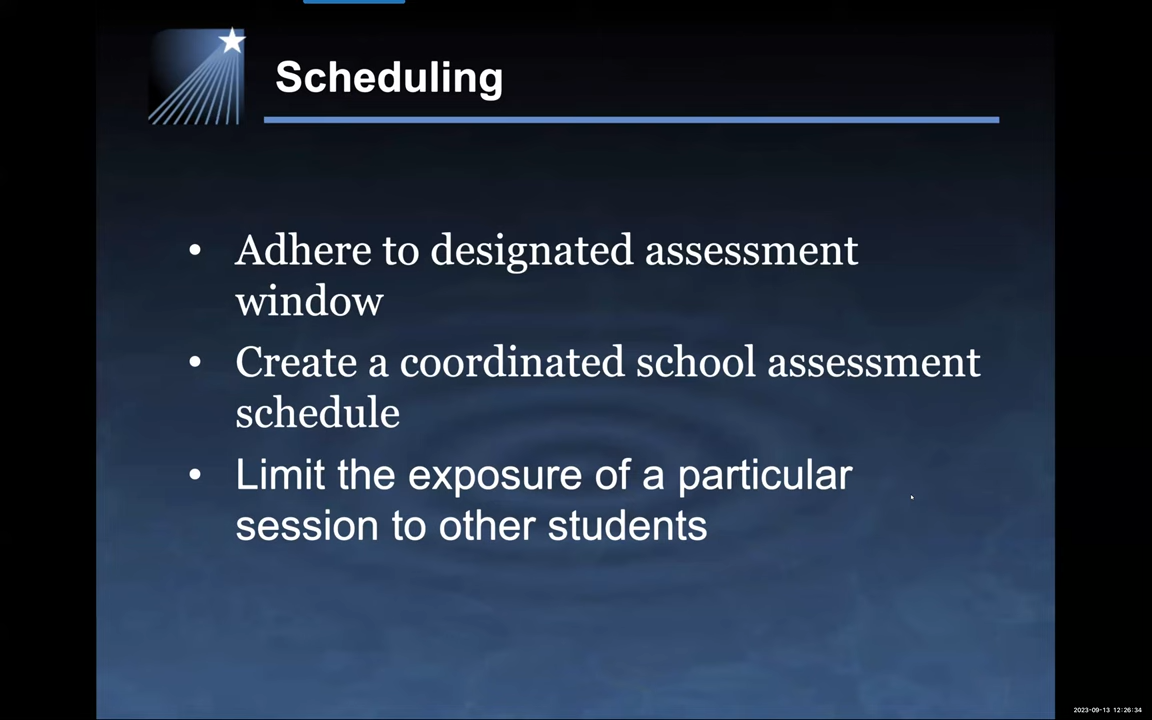 Scheduling
• Adhere to designated assessment
window
• Create a coordinated school assessment
schedule
• Limit the exposure of a particular
session to other students
2023-09-13 12:26:34